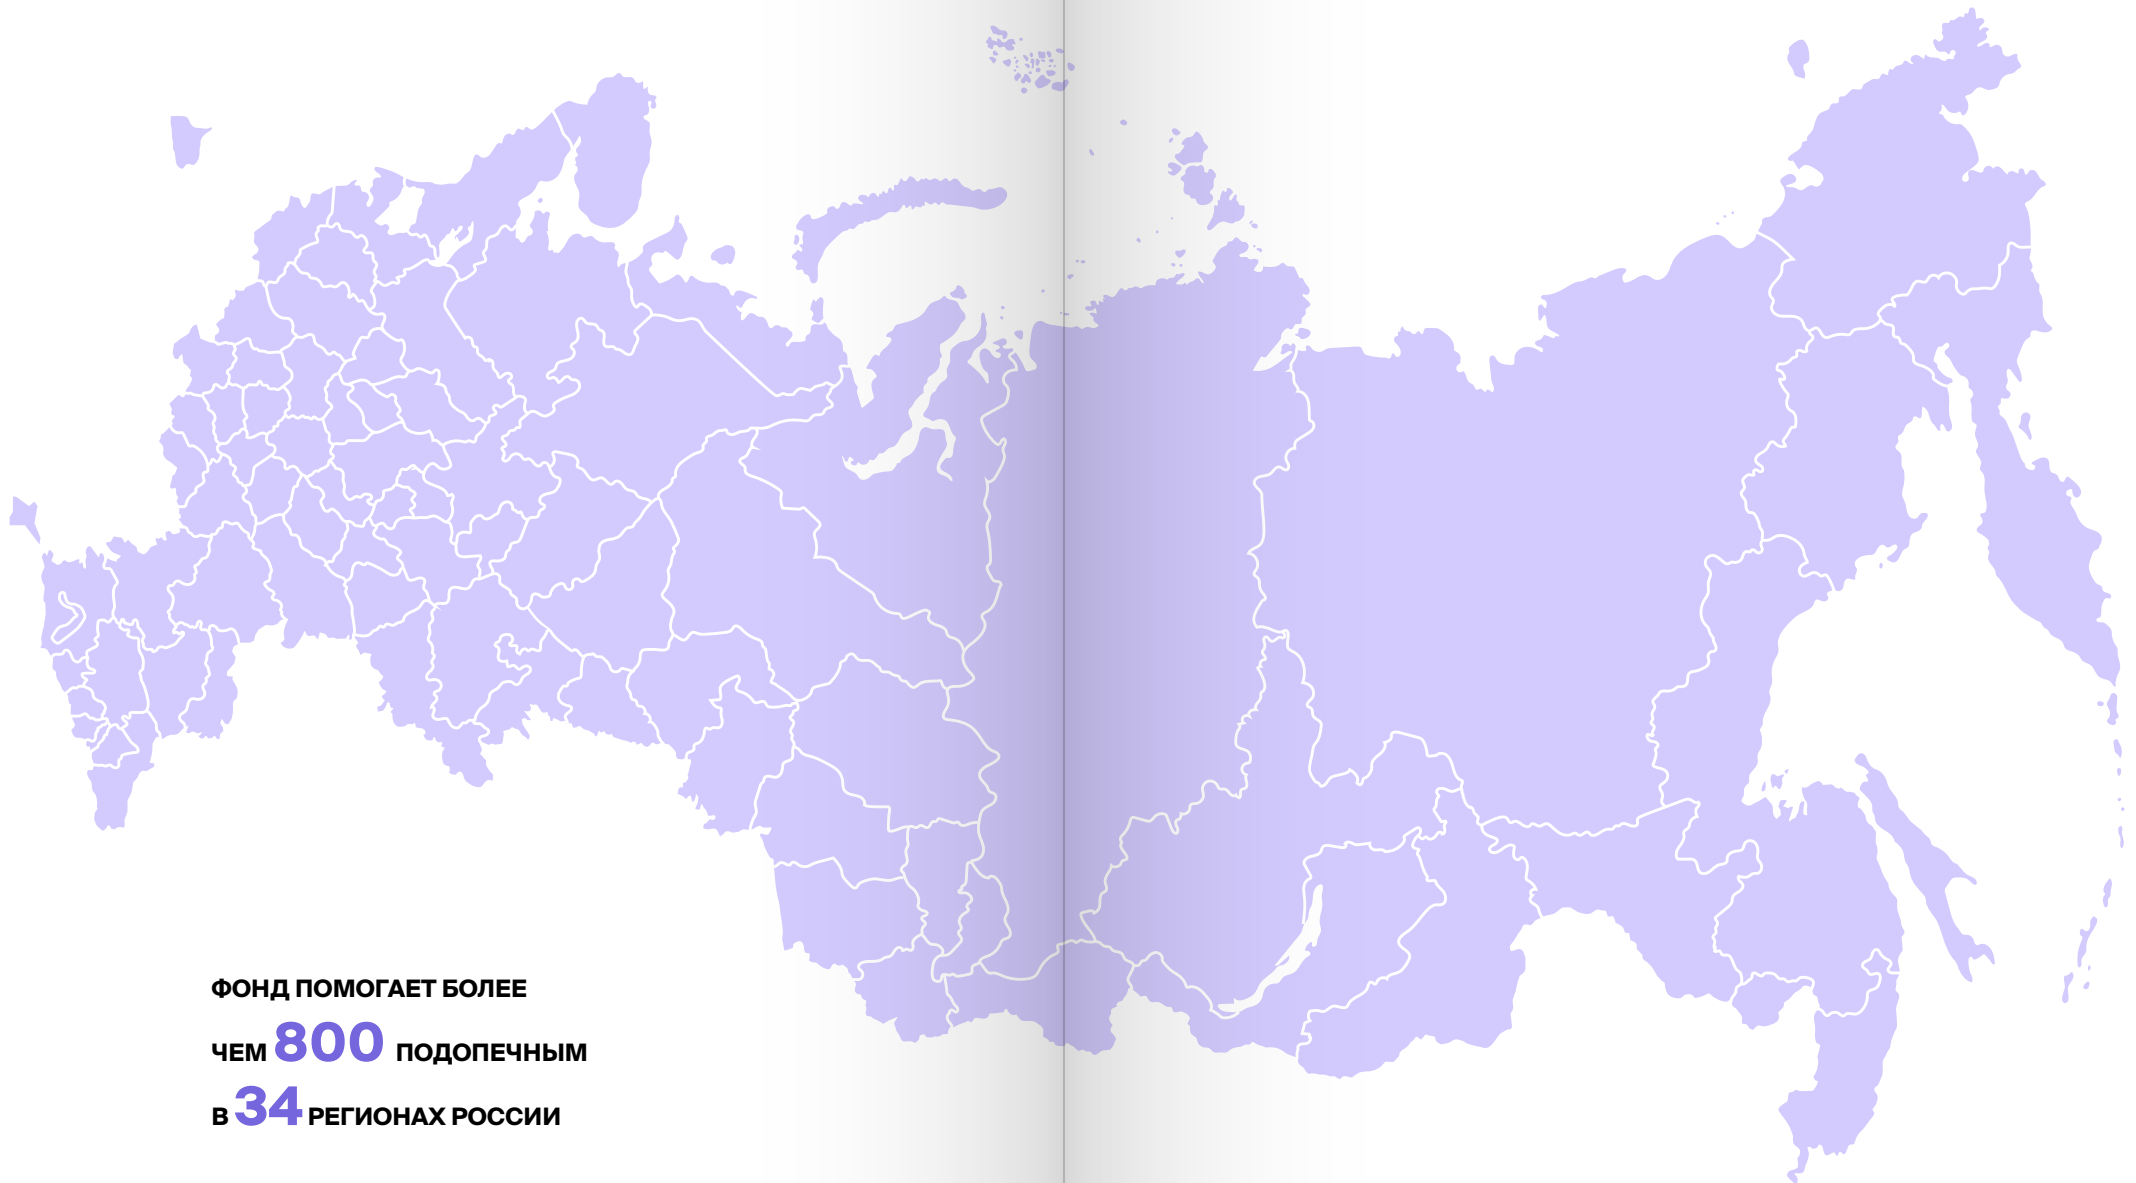 ФОНД ПОМОГАЕТ БОЛЕЕ
ЧЕМ 800 ПОДОПЕЧНЫМ
В 34 РЕГИОНАХ РОССИИ